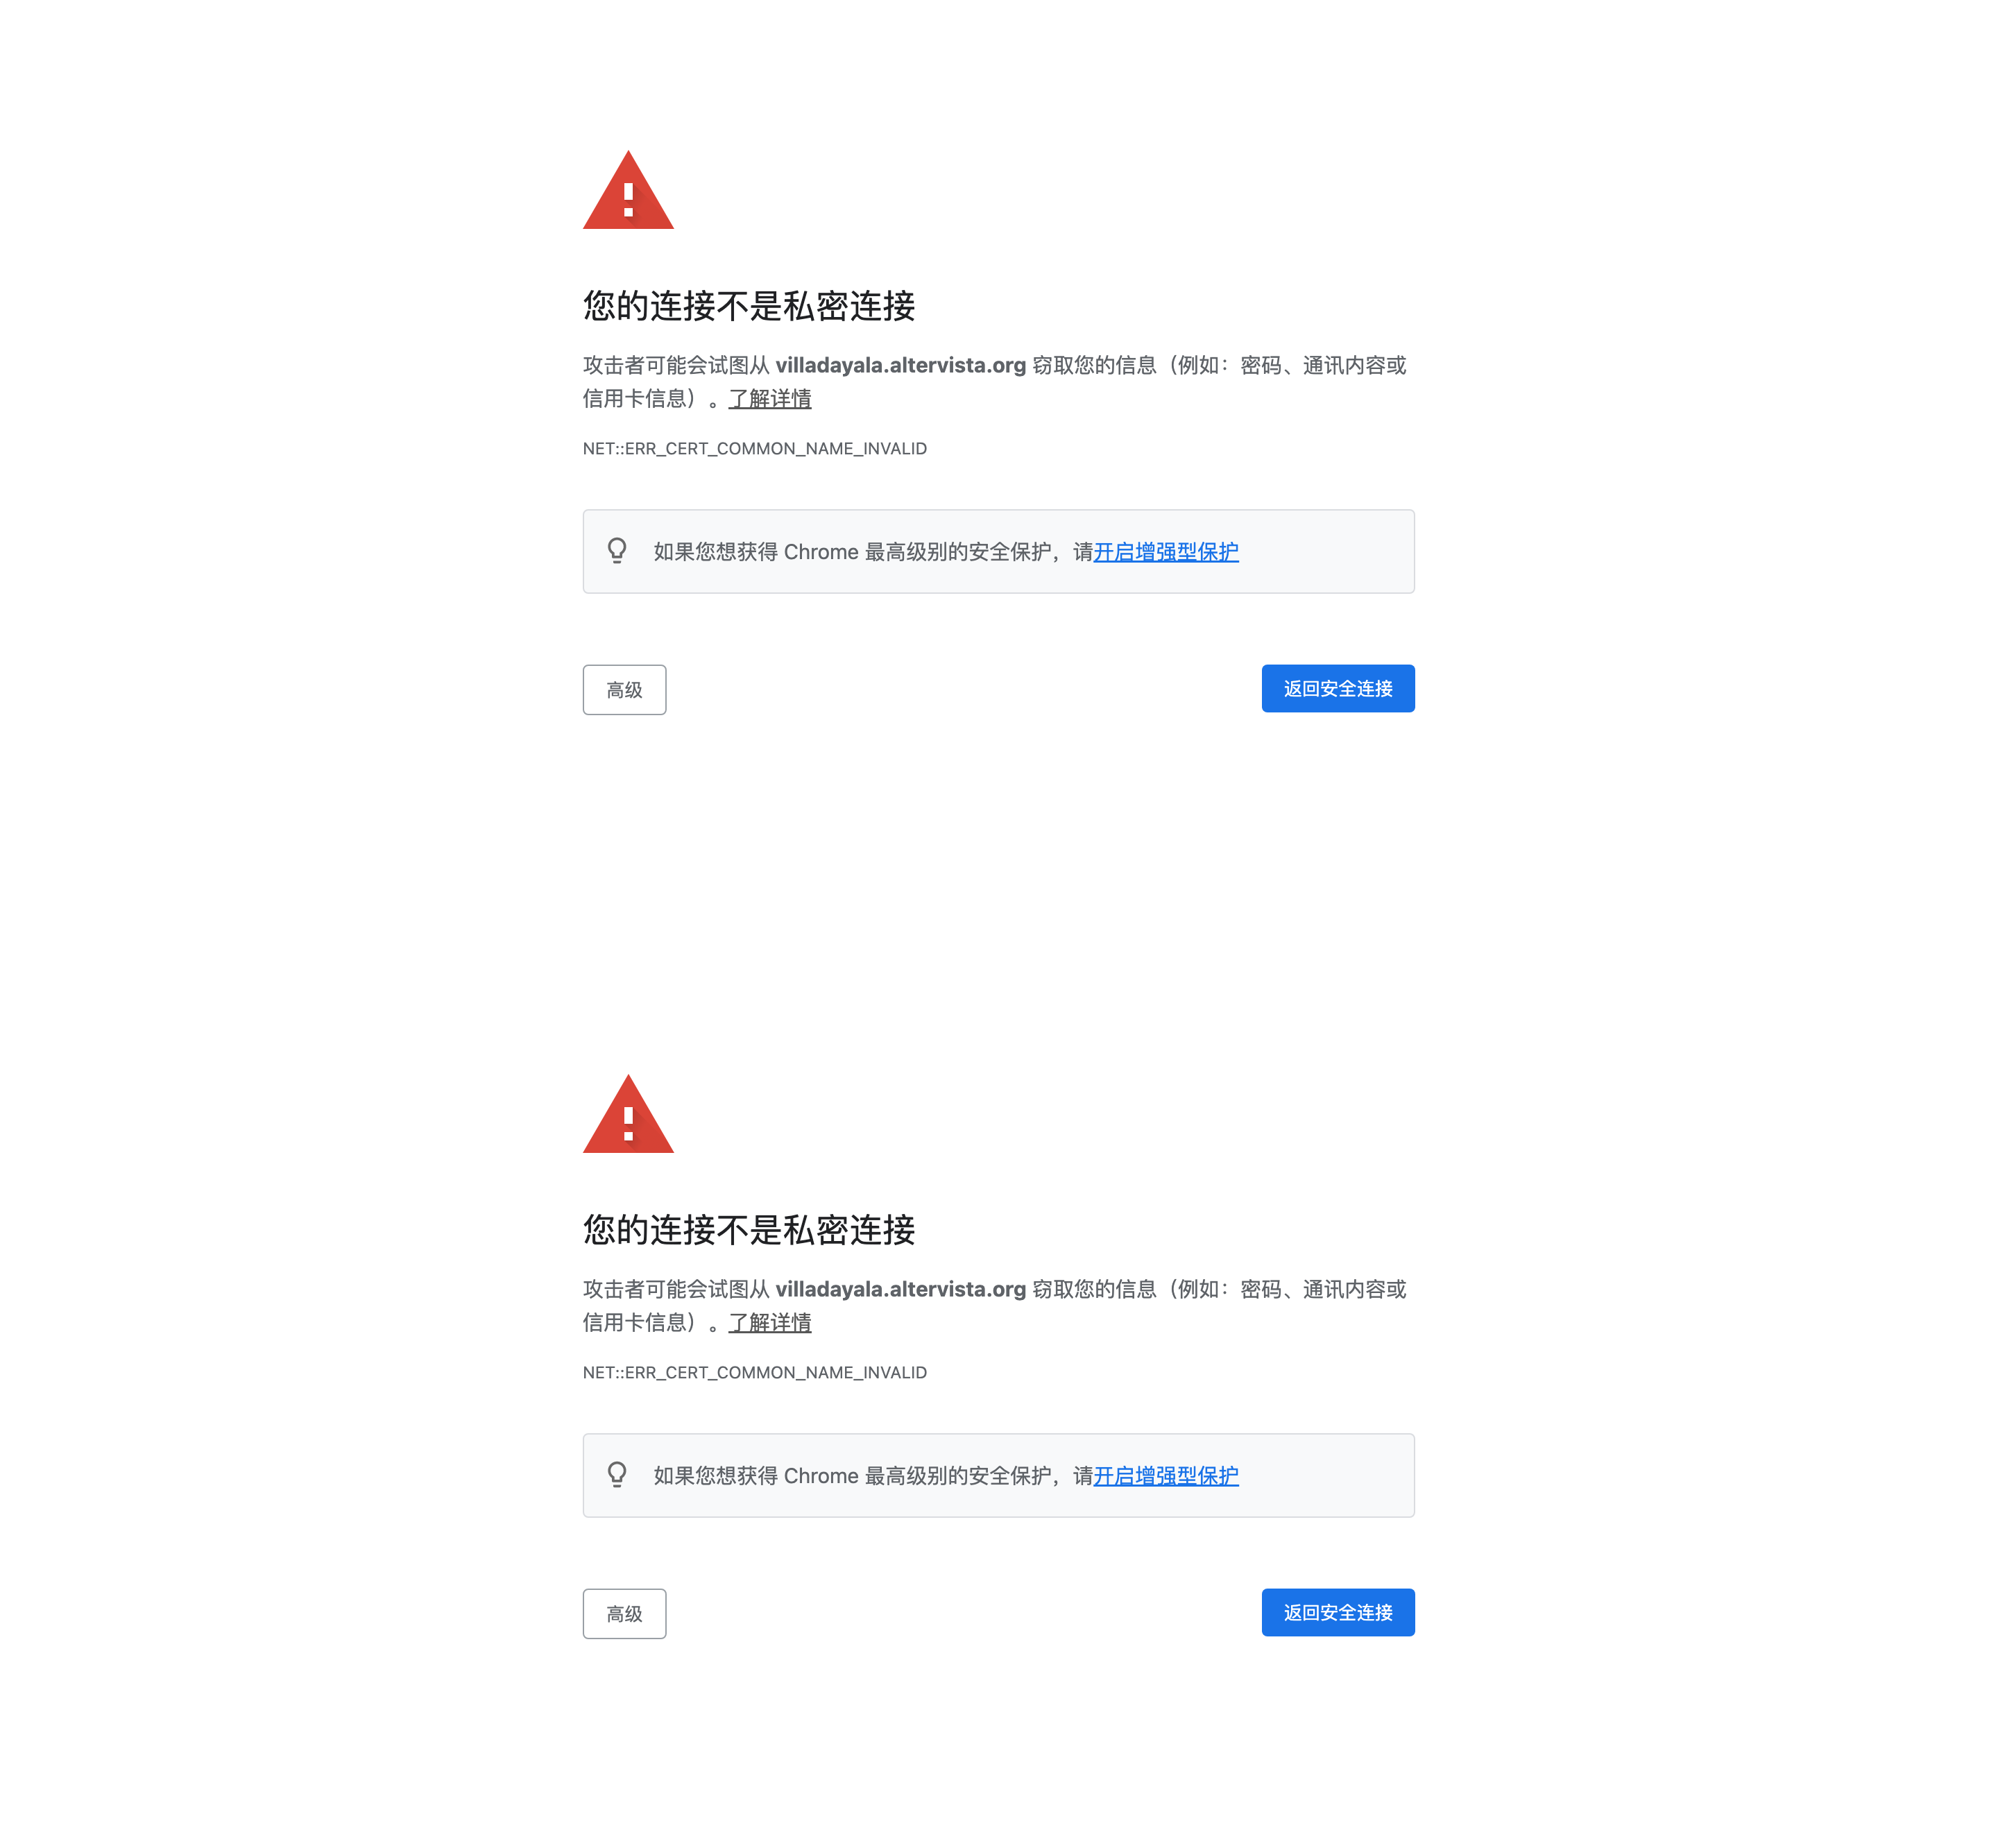 您的连接不是私密连接
攻击者可能会试图从 villadayala.altervista.org 窃取您的信息（例如：密码、通讯内容或
信用卡信息）。了解详情
NET::ERR_CERT_COMMON_NAME_INVALID
如果您想获得 Chrome 最高级别的安全保护，请开启增强型保护
高级
返回安全连接
您的连接不是私密连接
攻击者可能会试图从 villadayala.altervista.org 窃取您的信息（例如：密码、通讯内容或
信用卡信息）。了解详情
NET::ERR_CERT_COMMON_NAME_INVALID
如果您想获得 Chrome 最高级别的安全保护，请开启增强型保护
高级
返回安全连接